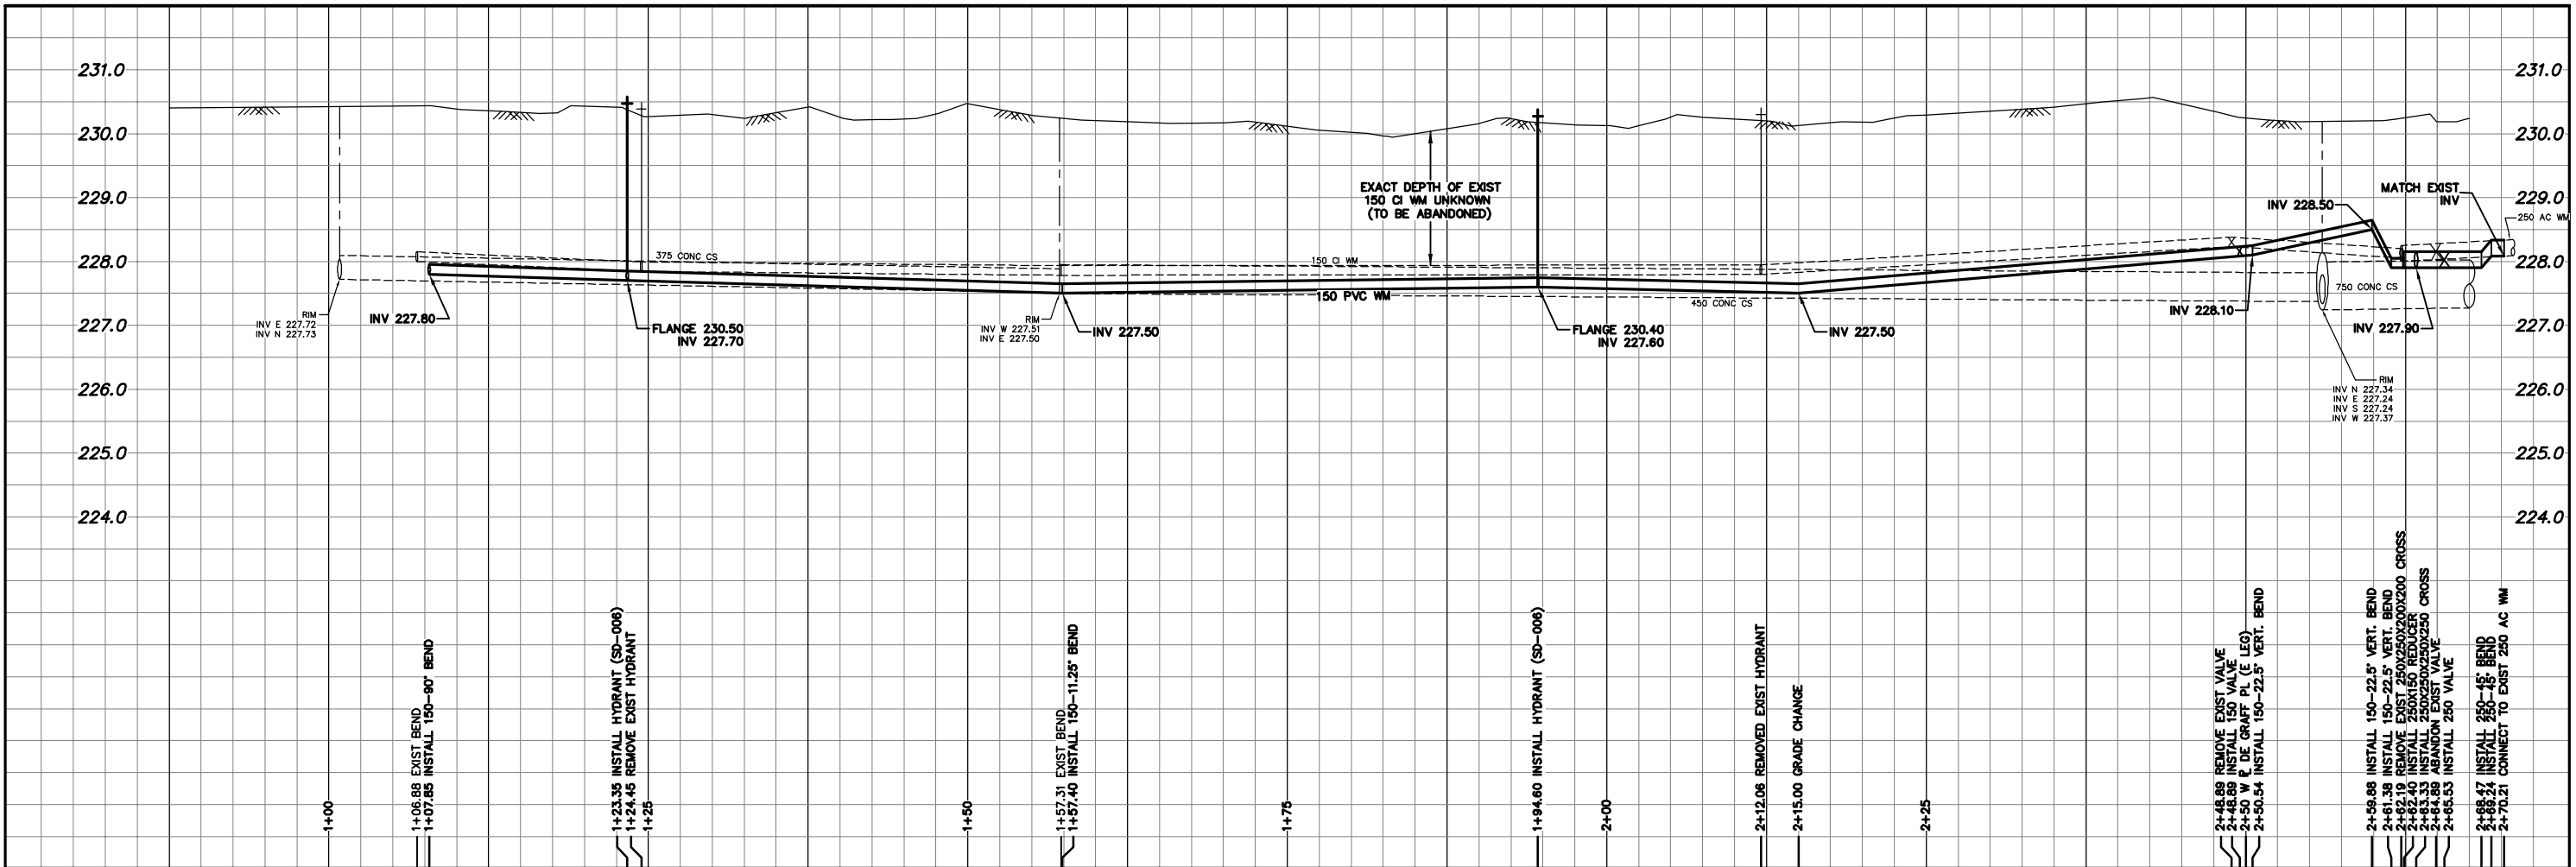 231.0
231.0
230.0
230.0
229.0
229.0
228.0
228.0
227.0
227.0
226.0
226.0
225.0
225.0
224.0
224.0
RIM
INV E 227.72
INV N 227.73
INV 227.80
375 CONC CS
FLANGE 230.50
INV 227.70
RIM
INV W 227.51
INV E 227.50
INV 227.50
EXACT DEPTH OF EXIST
150 CI WM UNKNOWN
(TO BE ABANDONED)
150 CI WM
150 PVC WM
FLANGE 230.40
INV 227.60
450 CONC CS
INV 227.50
INV 228.10
INV 228.50
MATCH EXIST
INV
250 AC WM
750 CONC CS
INV 227.90
RIM
INV N 227.34
INV E 227.24
INV S 227.24
INV W 227.37
1+00
1+06.88 EXIST BEND
1+07.85 INSTALL 150-90° BEND
1+23.35 INSTALL HYDRANT (SD-006)
1+24.45 REMOVE EXIST HYDRANT
1+25
1+50
1+57.31 EXIST BEND
1+57.40 INSTALL 150-11.25° BEND
1+75
1+94.60 INSTALL HYDRANT (SD-006)
2+00
2+12.06 REMOVED EXIST HYDRANT
2+15.00 GRADE CHANGE
2+25
2+48.89 REMOVE EXIST VALVE
2+48.89 INSTALL 150 VALVE
2+50 W PL DE GRAFF PL (E LEG)
2+50.54 INSTALL 150-22.5° VERT. BEND
2+59.88 INSTALL 150-22.5° VERT. BEND
2+61.38 INSTALL 150-22.5° VERT. BEND
2+62.19 REMOVE EXIST 250X250X200X200 CROSS
2+62.40 INSTALL 250X150 REDUCER
2+63.33 INSTALL 250X250X250X250 CROSS
2+64.89 ABANDON EXIST VALVE
2+65.53 INSTALL 250 VALVE
2+68.47 INSTALL 250-45° BEND
2+69.24 INSTALL 250-45° BEND
2+70.21 CONNECT TO EXIST 250 AC WM